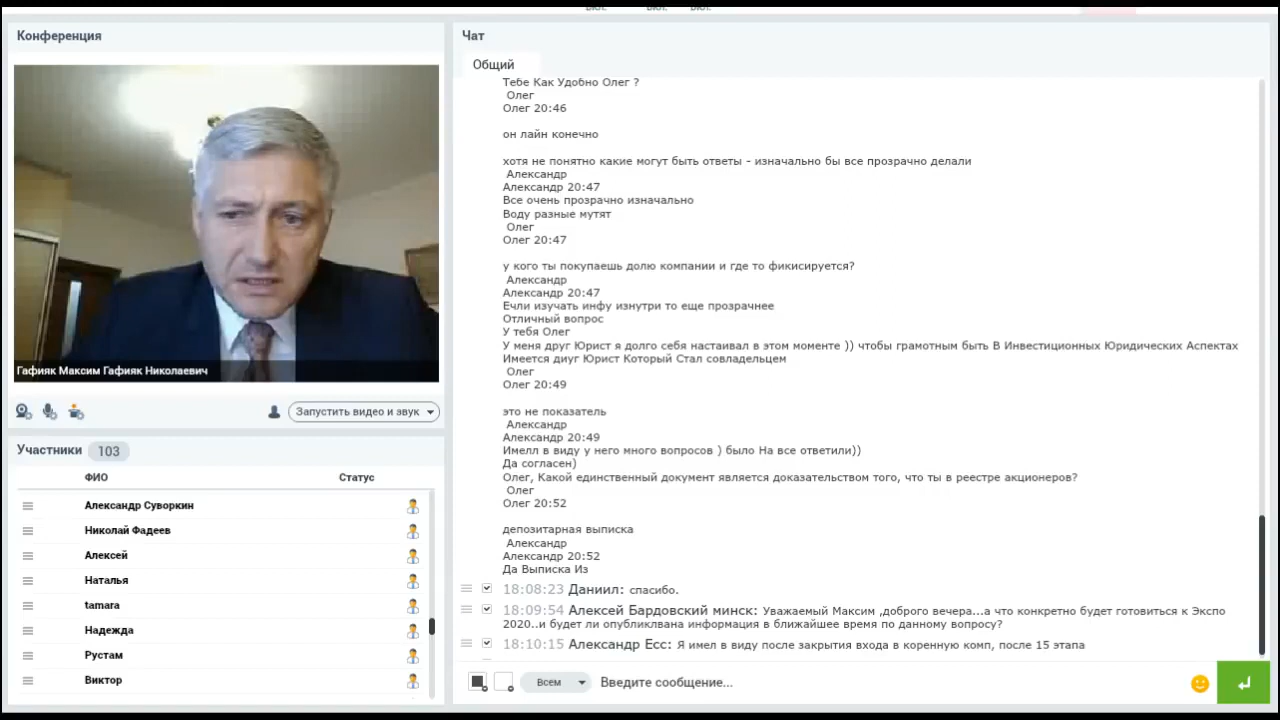 Конференция
Гафияк Максим Гафияк Николаевич
Запустить видео и звук
Участники 103
ФИО Статус
Александр Суворкин
Николай Фадеев
Алексей
Наталья
tamara
Надежда
Рустам
Виктор
Чат
Общий
Тебе Как Удобно Олег ?
Олег
Олег 20:46
он лайн конечно
хотя не понятно какие могут быть ответы - изначально бы все прозрачно делали
Александр
Александр 20:47
Все очень прозрачно изначально
Воду разные мутят
Олег
Олег 20:47
у кого ты покупаешь долю компании и где то фикисируется?
Александр
Александр 20:47
Ечли изучать инфу изнутри то еще прозрачнее
Отличный вопрос
У тебя Олег
У меня друг Юрист я долго себя настаивал в этом моменте )) чтобы грамотным быть В Инвестиционных Юридических Аспектах
Имеется диуг Юрист Который Стал совладельцем
Олег
Олег 20:49
это не показатель
Александр
Александр 20:49
Имелл в виду у него много вопросов ) было На все ответили))
Да согласен)
Олег, Какой единственный документ является доказательством того, что ты в реестре акционеров?
Олег
Олег 20:52
депозитарная выписка
Александр
Александр 20:52
Да Выписка Из
18:08:23 Даниил: спасибо.
18:09:54 Алексей Бардовский минск: Уважаемый Максим ,доброго вечера...а что конкретно будет готовиться к Экспо
2020..и будет ли опубликлвана информация в ближайшее время по данному вопросу?
18:10:15 Александр Есс: Я имел в виду после закрытия входа в коренную комп, после 15 этапа
Всем
Введите сообщение...